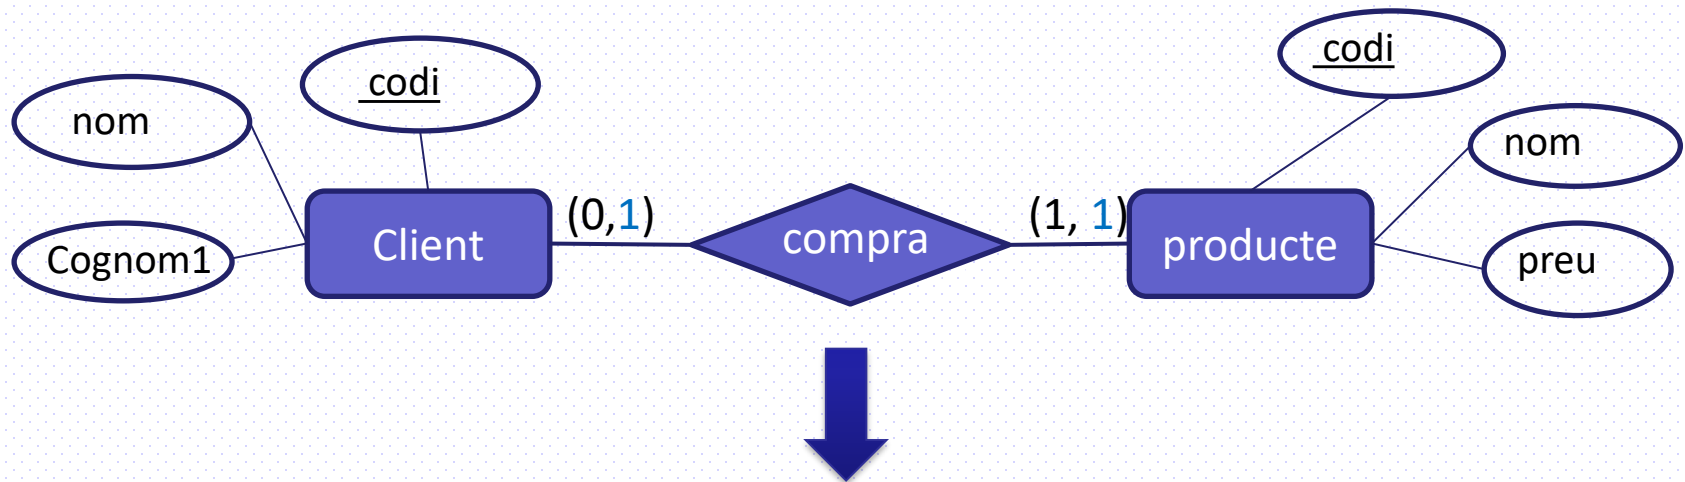 codi
codi
nom
nom
Cognom1
Client
(0,1)
compra
(1, 1)
producte
preu